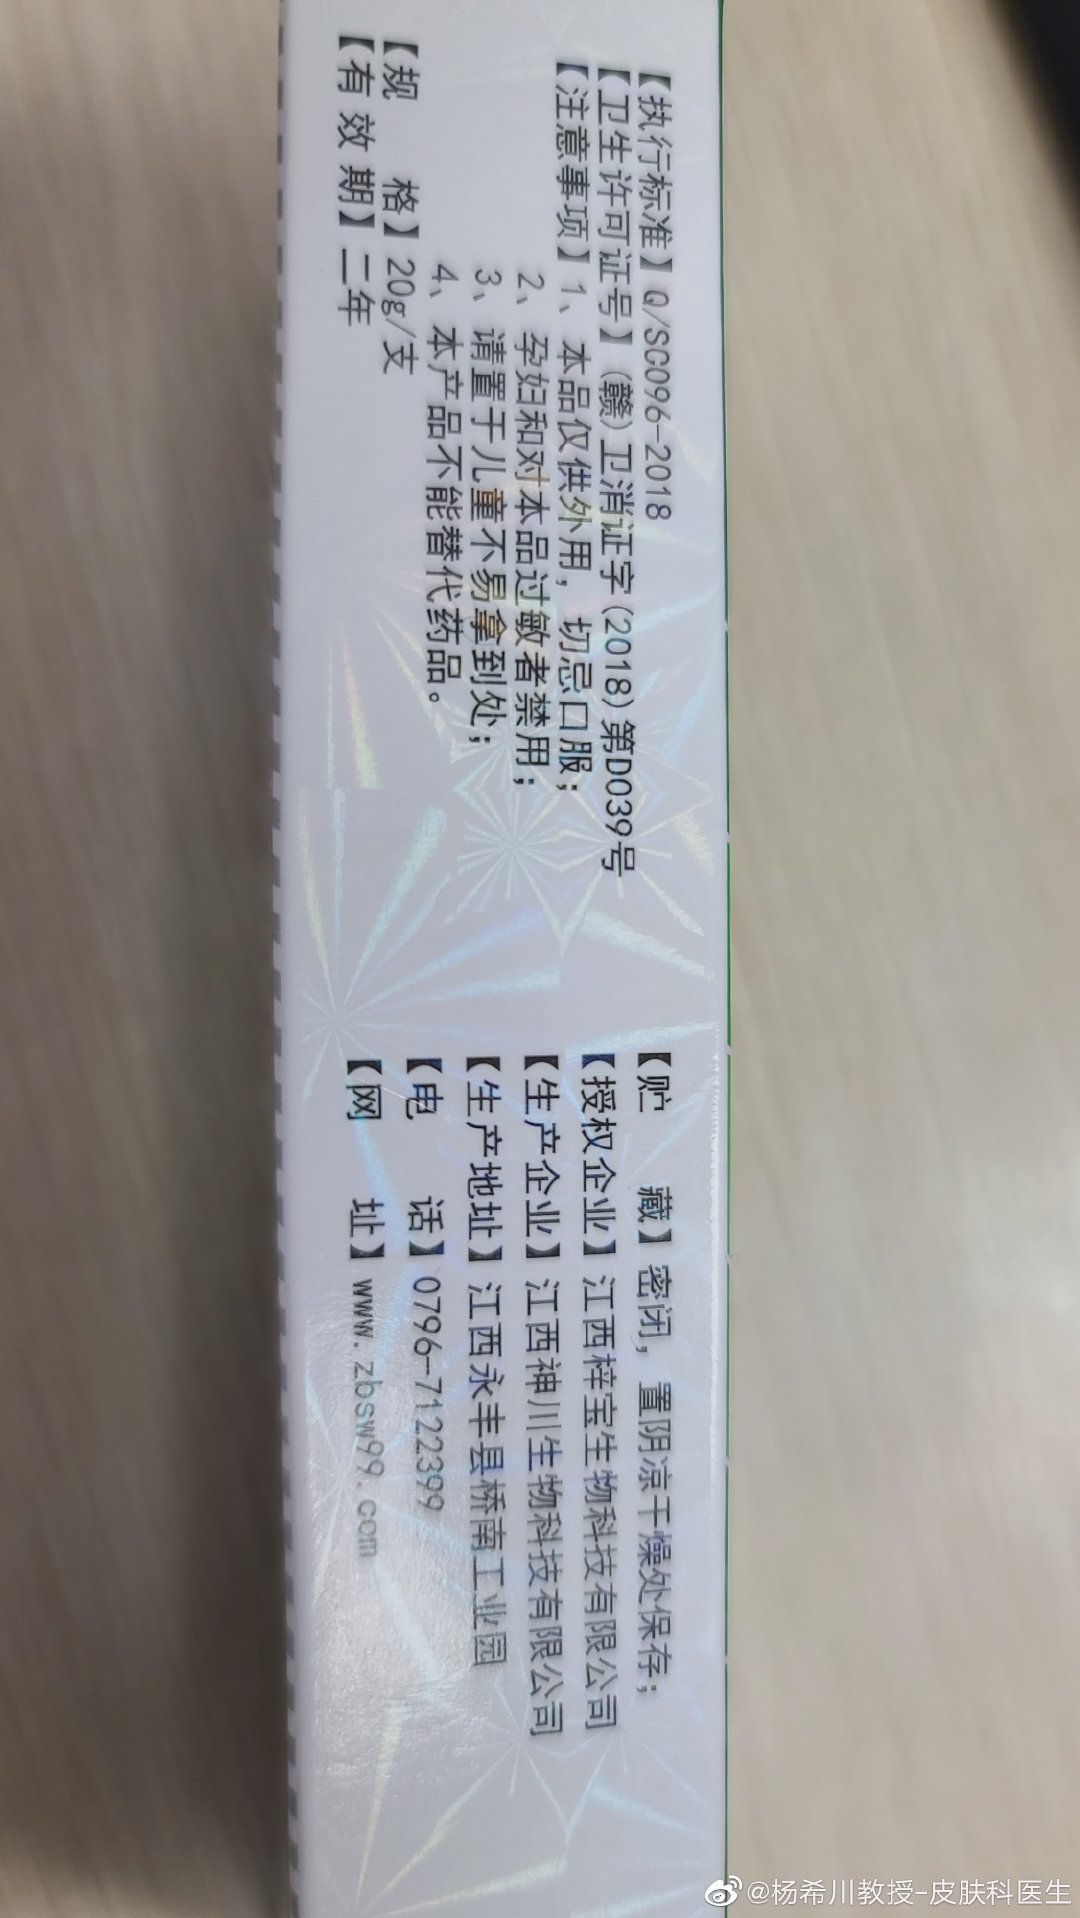 【执行标准】Q/SC096-2018
【卫生许可证号】(赣)卫消证字(2018)第D039号
【注意事项】1、本品仅供外用，切忌口服；
2、孕妇和对本品过敏者禁用；
3、请置于儿童不易拿到处；
4、本产品不能替代药品。
【规 格】20g/支
【有 效 期】二年
【贮 藏】密闭，置阴凉干燥处保存；
【授权企业】江西梓宝生物科技有限公司
【生产企业】江西神川生物科技有限公司
【生产地址】江西永丰县桥南工业园
【电 话】0796-7122399
【网 址】www.zbsw99.com
@杨希川教授-皮肤科医生